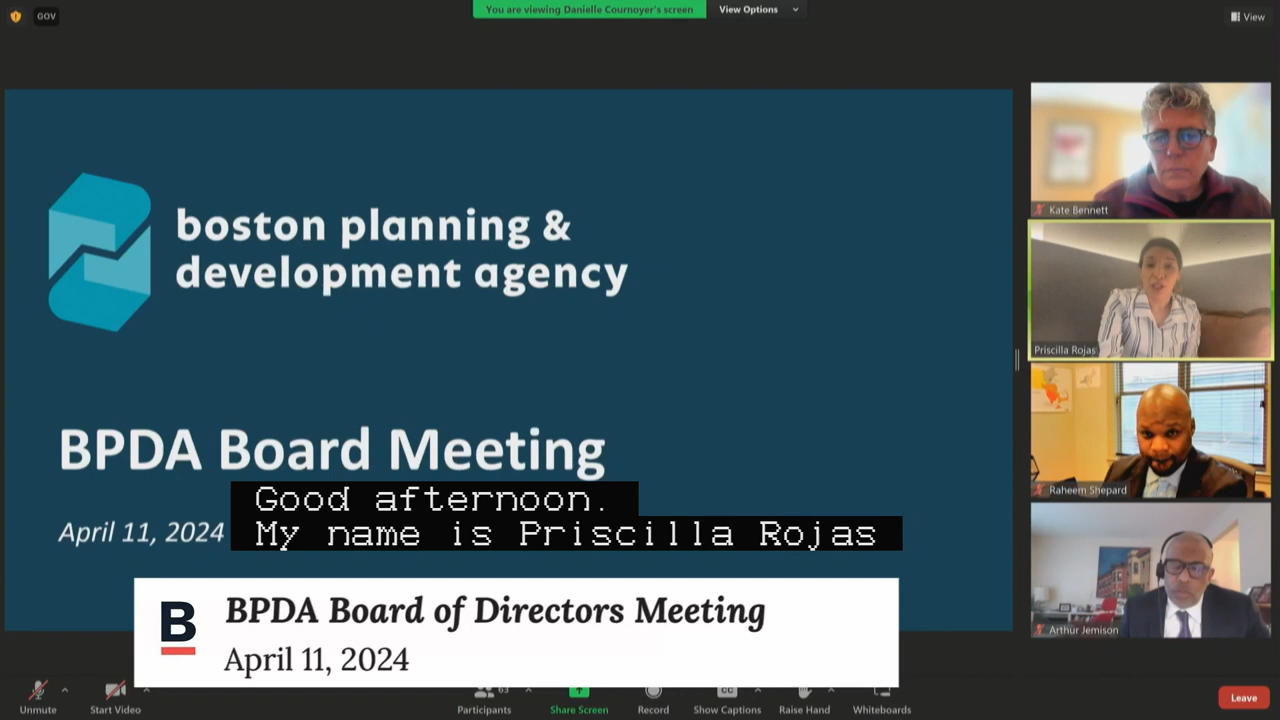 GOV
You are viewing Danielle Cournoyer's screen
View Options
View
boston planning &
development agency
BPDA Board Meeting
April 11, 2024
Good afternoon.
My name is Priscilla Rojas
B
BPDA Board of Directors Meeting
April 11, 2024
Kate Bennett
Priscilla Rojas
Raheem Shepard
Arthur Jemison
Unmute
Start Video
Participants
63
Share Screen
Record
CC
Show Captions
Raise Hand
Whiteboards
Leave